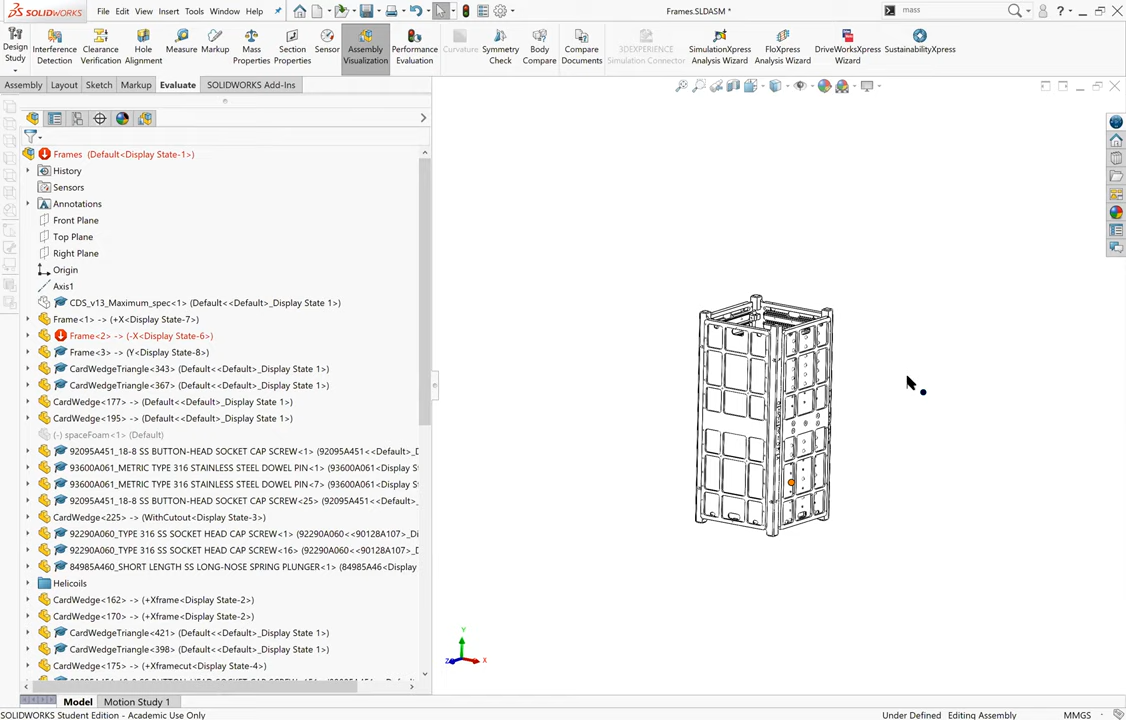 SOLIDWORKS File Edit View Insert Tools Window Help Frames.SLDASM * mass
Design Study
Interference Detection
Clearance Verification
Hole Alignment
Measure
Markup
Mass Properties
Section Properties
Sensor
Assembly Visualization
Performance Evaluation
Curvature
Symmetry Check
Body Compare
Compare Documents
3DEXPERIENCE Simulation Connector
SimulationXpress Analysis Wizard
FloXpress Analysis Wizard
DriveWorksXpress Wizard
SustainabilityXpress
Assembly Layout Sketch Markup Evaluate SOLIDWORKS Add-Ins
Frames (Default<Display State-1>)
History
Sensors
Annotations
Front Plane
Top Plane
Right Plane
Origin
Axis1
CDS_v13_Maximum_spec<1> (Default<<Default>_Display State 1>)
Frame<1> (+X<Display State-7>)
Frame<2> -> (-X<Display State-6>)
Frame<3> -> (Y<Display State-8>)
CardWedgeTriangle<343> (Default<<Default>_Display State 1>)
CardWedgeTriangle<367> (Default<<Default>_Display State 1>)
CardWedge<177> (Default<<Default>_Display State 1>)
CardWedge<195> (Default<<Default>_Display State 1>)
(-) spaceFoam<1> (Default)
92095A451_18-8 SS BUTTON-HEAD SOCKET CAP SCREW<1> (92095A451<Display
93600A061_METRIC TYPE 316 STAINLESS STEEL DOWEL PIN<1> (93600A061<Display S
93600A061_METRIC TYPE 316 STAINLESS STEEL DOWEL PIN<7> (93600A061<Display S
92095A451_18-8 SS BUTTON-HEAD SOCKET CAP SCREW<25> (92095A451<Default>_
CardWedge<225> (WithCutout<Display State-3>)
92290A060_TYPE 316 SS SOCKET HEAD CAP SCREW<1> (92290A060<<90128A107>_Di
92290A060_TYPE 316 SS SOCKET HEAD CAP SCREW<16> (92290A060<<90128A107>_D
84985A460_SHORT LENGTH SS LONG-NOSE SPRING PLUNGER<1> (84985A46<Display
Helicoils
CardWedge<162> -> (+Xframe<Display State-2>)
CardWedge<170> -> (+Xframe<Display State-2>)
CardWedgeTriangle<421> (Default<<Default>_Display State 1>)
CardWedgeTriangle<398> (Default<<Default>_Display State 1>)
CardWedge<175> -> (+Xframecut<Display State-4>)
Y
Z X
Model Motion Study 1
SOLIDWORKS Student Edition - Academic Use Only Under Defined Editing Assembly MMGS